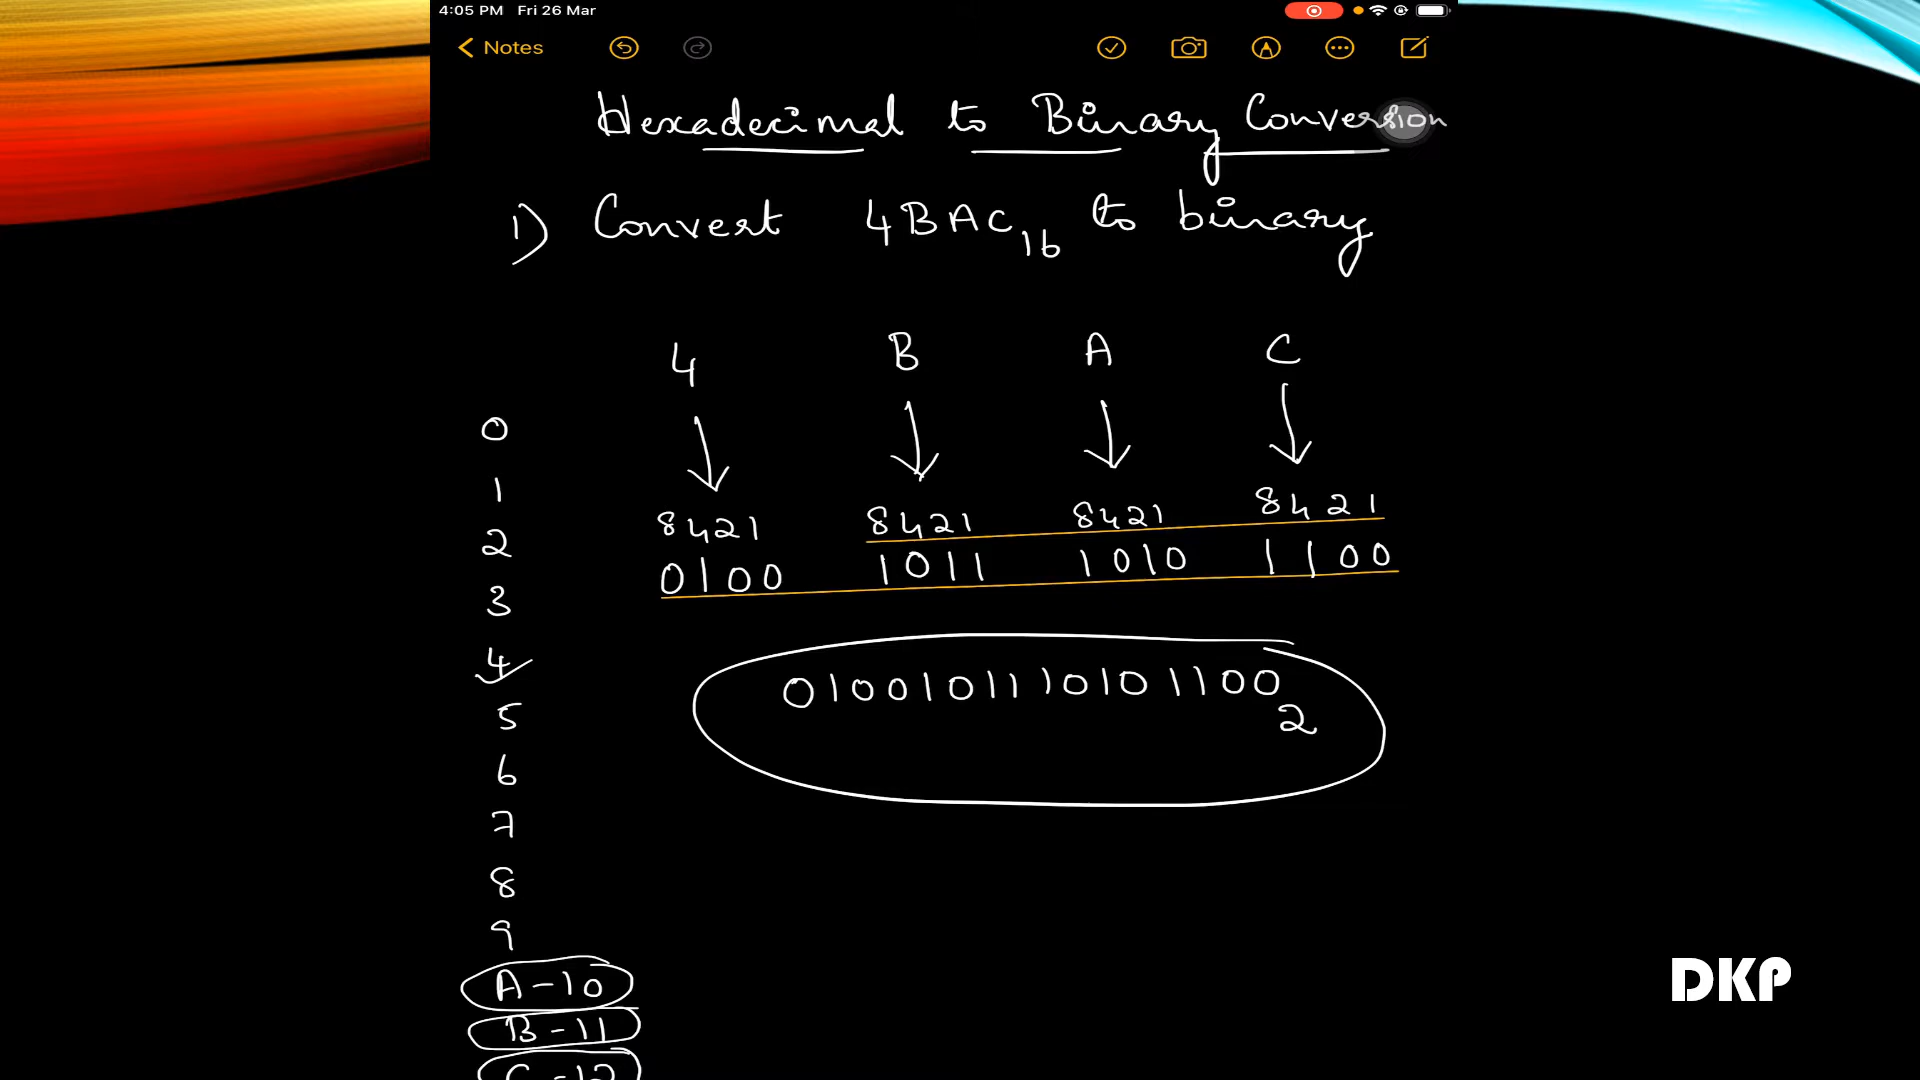 4:05 PM Fri 26 Mar
Notes
Hexadecimal to Binary Conversion
1) Convert 4BAC16 to binary
4 B A C
0
1
2
3
4
5
6
7
8
9
A-10
B-11
C-12
8421 8421 8421 8421
0100 1011 1010 1100
0100101110101100 2
DKP